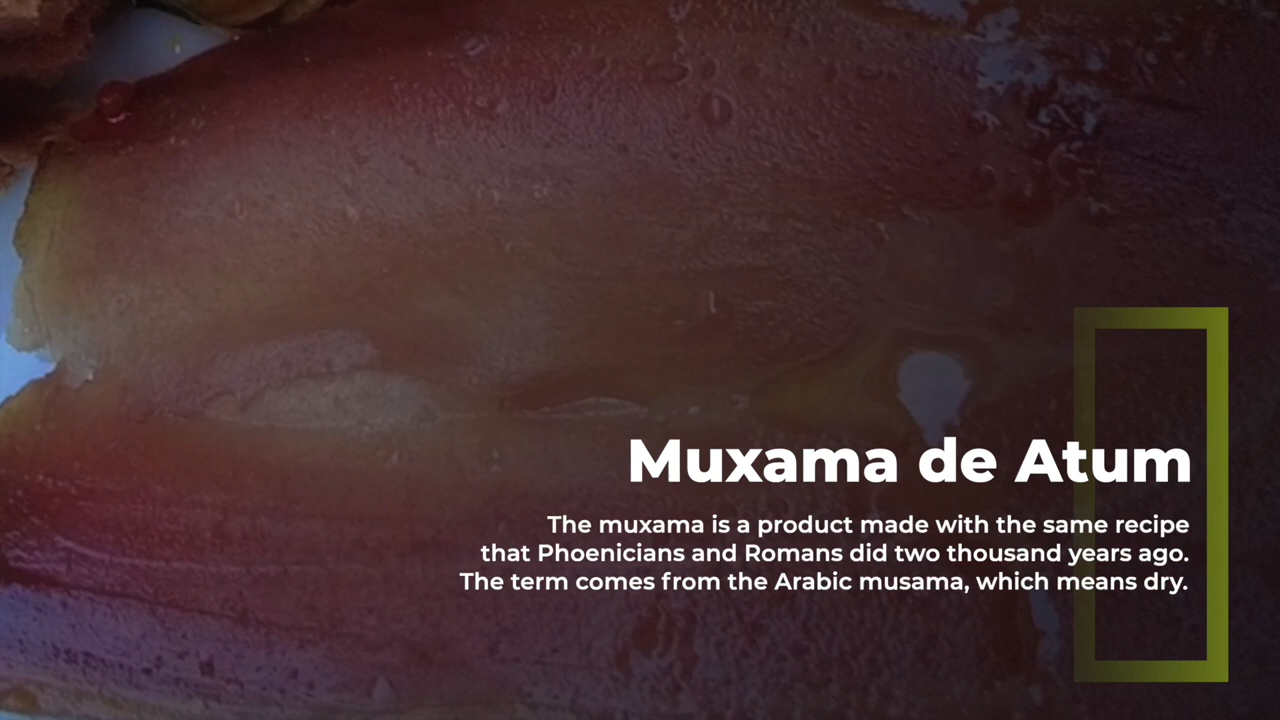 Muxama de Atum
The muxama is a product made with the same recipe
that Phoenicians and Romans did two thousand years ago.
The term comes from the Arabic musama, which means dry.